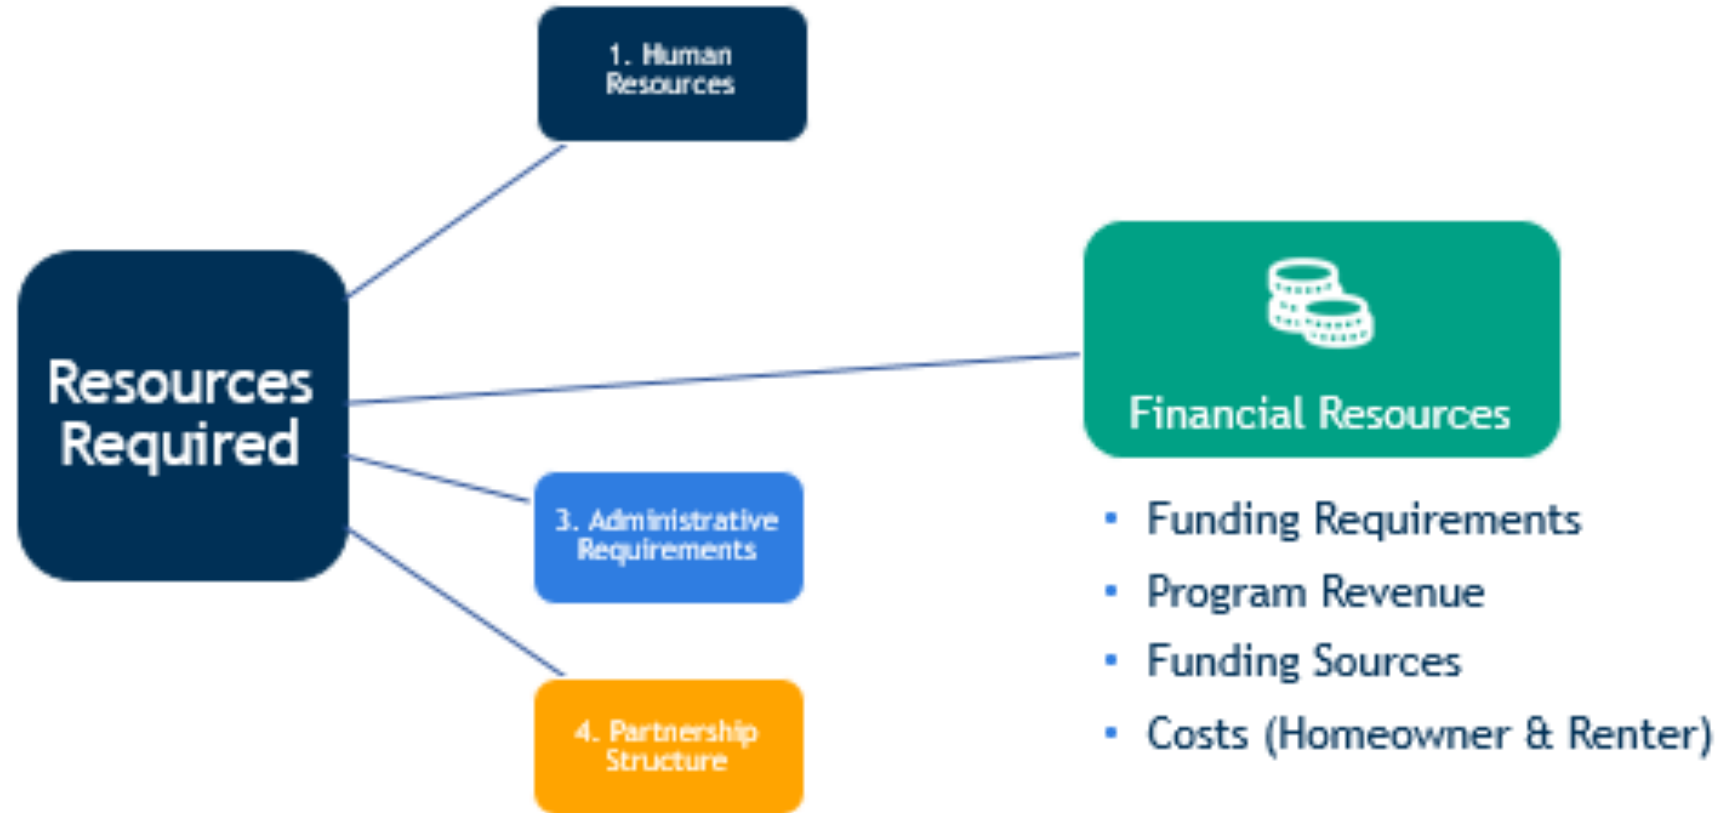 1. Human
Resources
Resources
Required
Financial Resources
3. Administrative
Requirements
4. Partnership
Structure
▪ Funding Requirements
▪ Program Revenue
▪ Funding Sources
▪ Costs (Homeowner & Renter)